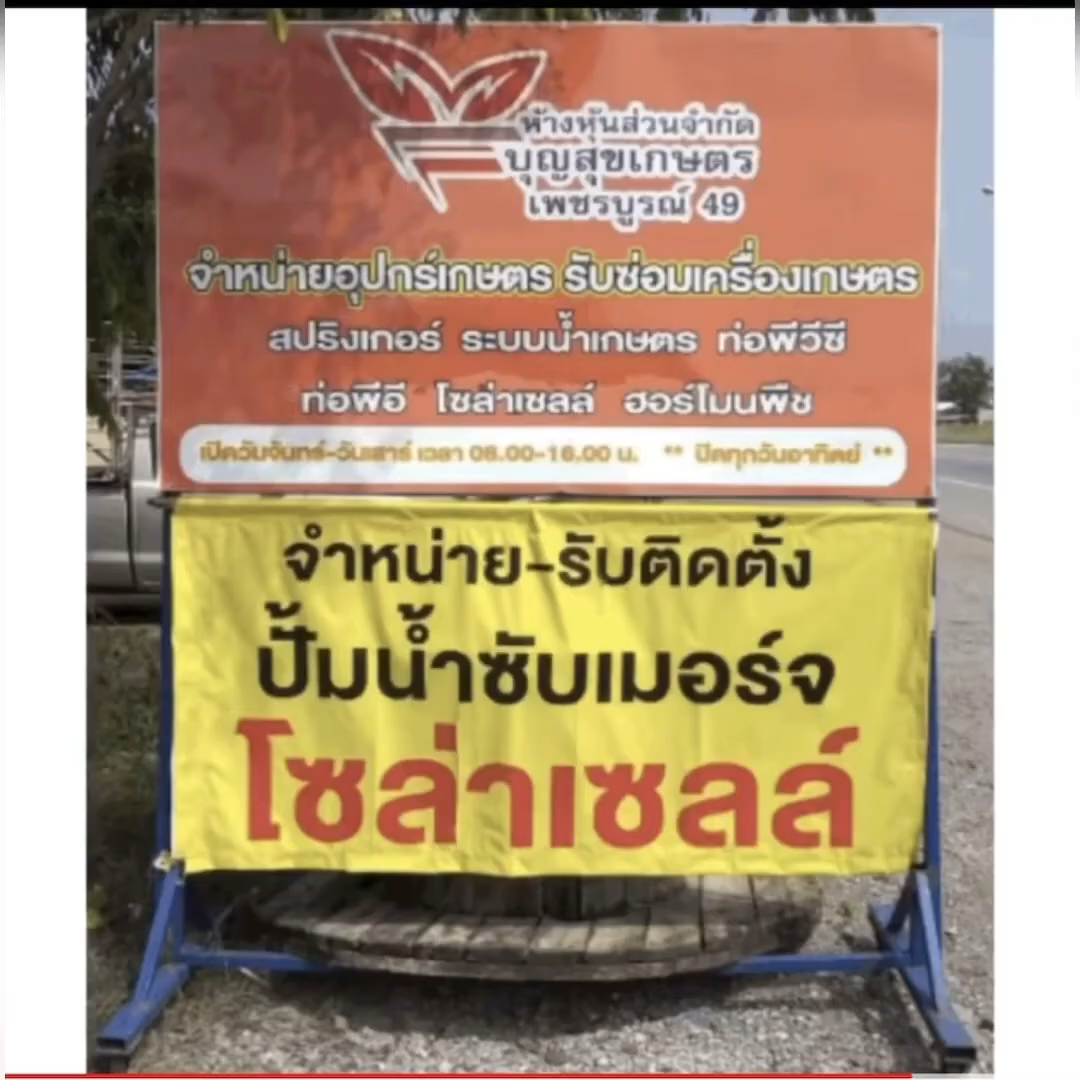 ห้างหุ้นส่วนจำกัด
บุญสุขเกษตร
เพชรบูรณ์ 49
จำหน่ายอุปกร์เกษตร รับซ่อมเครื่องเกษตร
สปริงเกอร์ ระบบน้ำเกษตร ท่อพีวีซี
ท่อพีอี โซล่าเซลล์ ฮอร์โมนพืช
เปิดวันจันทร์-วันเสาร์ เวลา 08.00-16.00 น. ** ปิดทุกวันอาทิตย์ **
จำหน่าย-รับติดตั้ง
ปั้มน้ำซับเมอร์จ
โซล่าเซลล์